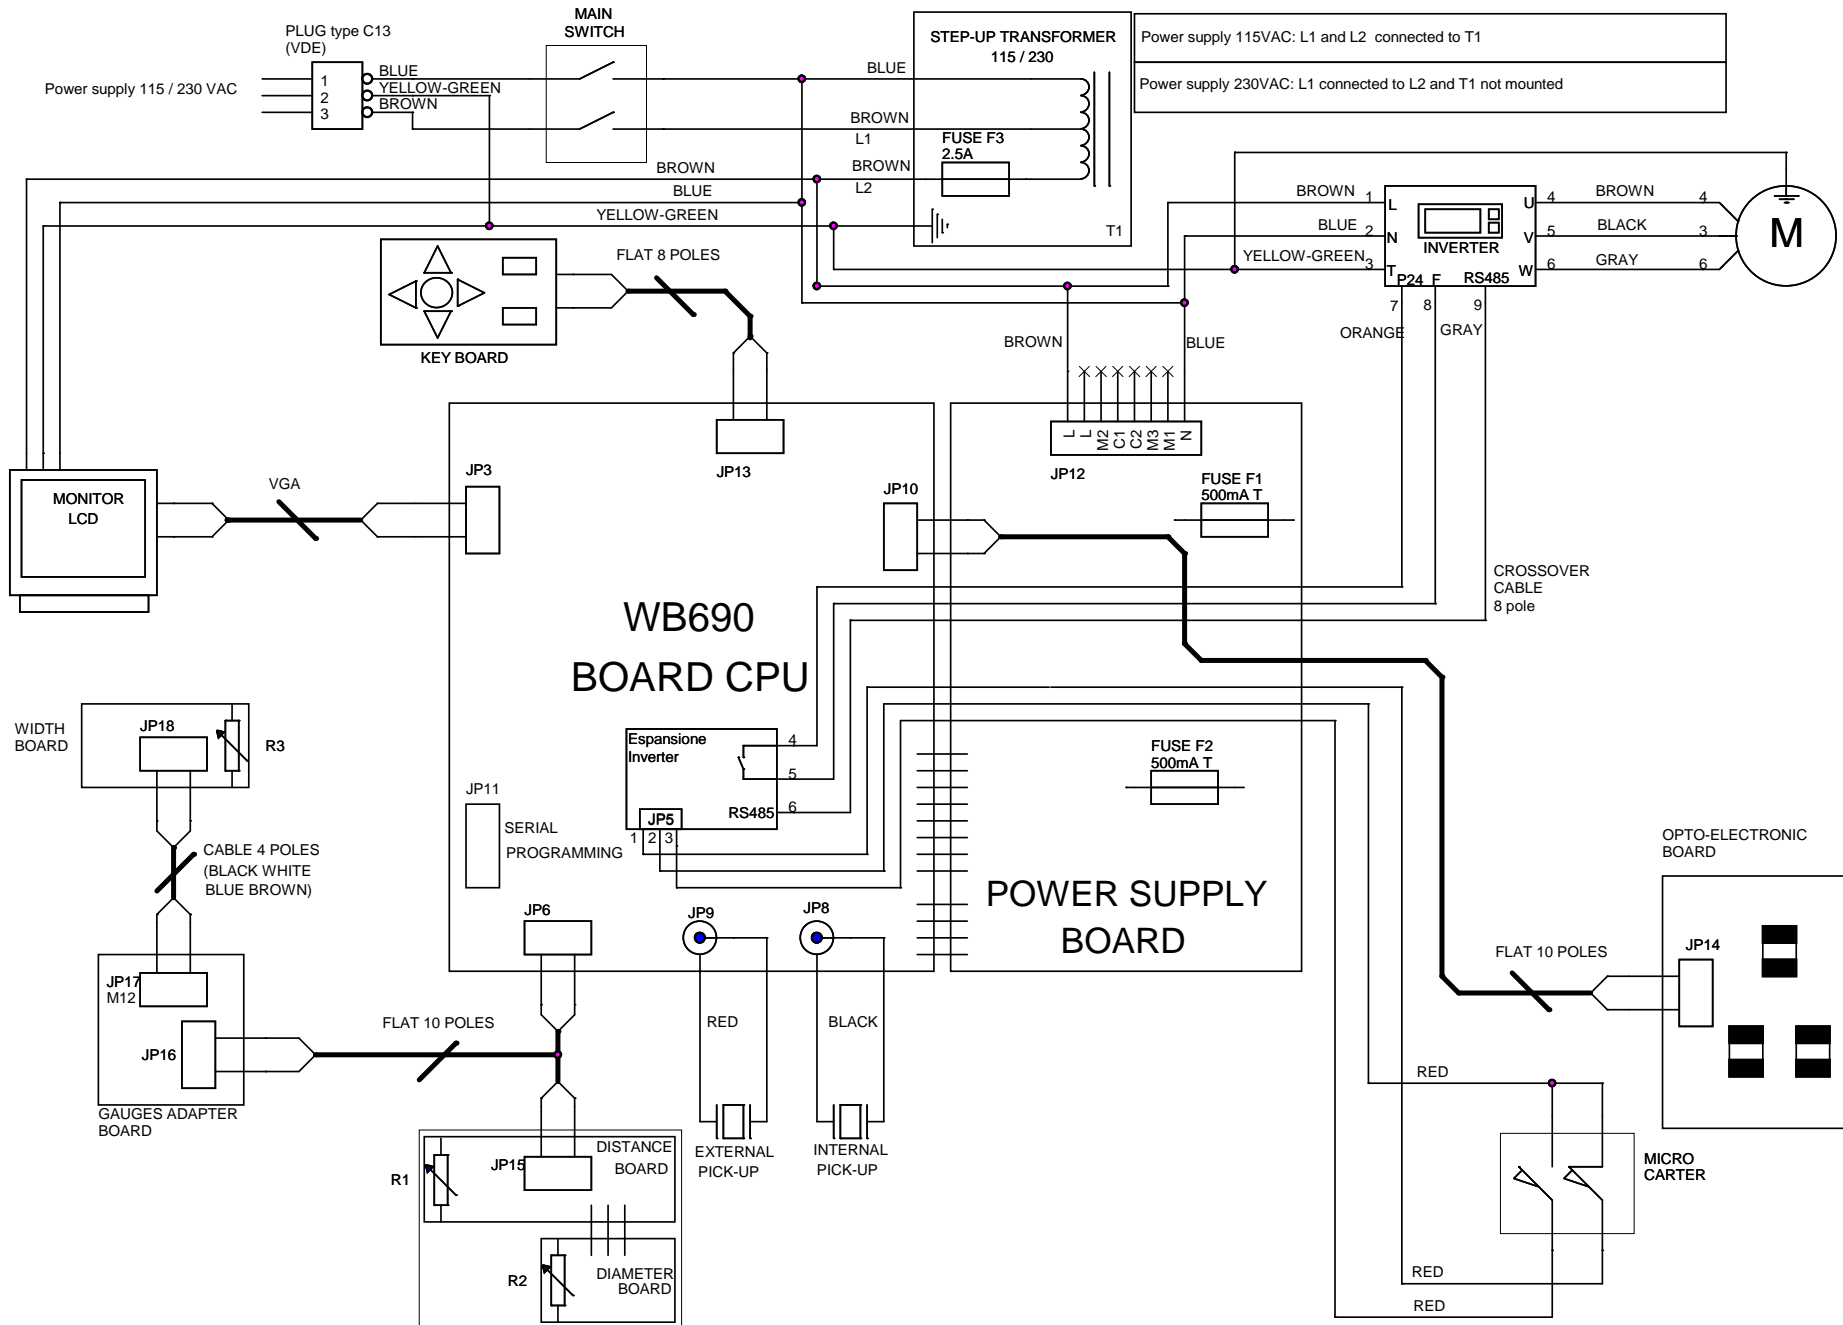 PLUG type C13
(VDE)
MAIN
SWITCH
Power supply 115 / 230 VAC
1
2
3
BLUE
YELLOW-GREEN
BROWN
STEP-UP TRANSFORMER
115 / 230
BLUE
BROWN
L1
FUSE F3
2.5A
BROWN
L2
T1
Power supply 115VAC: L1 and L2 connected to T1
Power supply 230VAC: L1 connected to L2 and T1 not mounted
BROWN
BLUE
YELLOW-GREEN
BROWN
1
L
BLUE
2
N
YELLOW-GREEN
3
T
INVERTER
U
V
W
P24
F
RS485
4
BROWN
4
5
BLACK
3
6
GRAY
6
M
7
8
9
ORANGE
GRAY
KEY BOARD
FLAT 8 POLES
BROWN
BLUE
JP13
L
L
M2
C1
C2
M3
M1
N
JP12
FUSE F1
500mA T
MONITOR
LCD
VGA
JP3
JP10
CROSSOVER
CABLE
8 pole
WB690
BOARD CPU
WIDTH
BOARD
JP18
R3
Espansione
Inverter
4
5
RS485
6
JP5
1
2
3
JP11
SERIAL
PROGRAMMING
FUSE F2
500mA T
POWER SUPPLY
BOARD
CABLE 4 POLES
(BLACK WHITE
BLUE BROWN)
OPTO-ELECTRONIC
BOARD
JP6
JP9
JP8
JP14
FLAT 10 POLES
JP17
M12
JP16
FLAT 10 POLES
GAUGES ADAPTER
BOARD
RED
BLACK
EXTERNAL
PICK-UP
INTERNAL
PICK-UP
RED
MICRO
CARTER
JP15
DISTANCE
BOARD
R1
R2
DIAMETER
BOARD
RED
RED